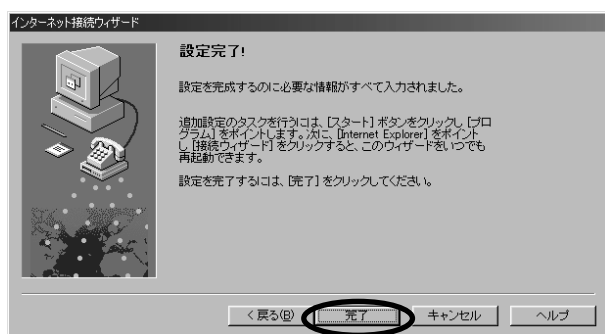 インターネット接続ウィザード
設定完了!
設定を完成するのに必要な情報がすべて入力されました。
追加設定のタスクを行うには、[スタート] ボタンをクリックし [プロ
グラム] をポイントします。次に、[Internet Explorer] をポイント
し [接続ウィザード] をクリックすると、このウィザードをいつでも
再起動できます。
設定を完了するには、[完了] をクリックしてください。
< 戻る(B)
完了
キャンセル
ヘルプ